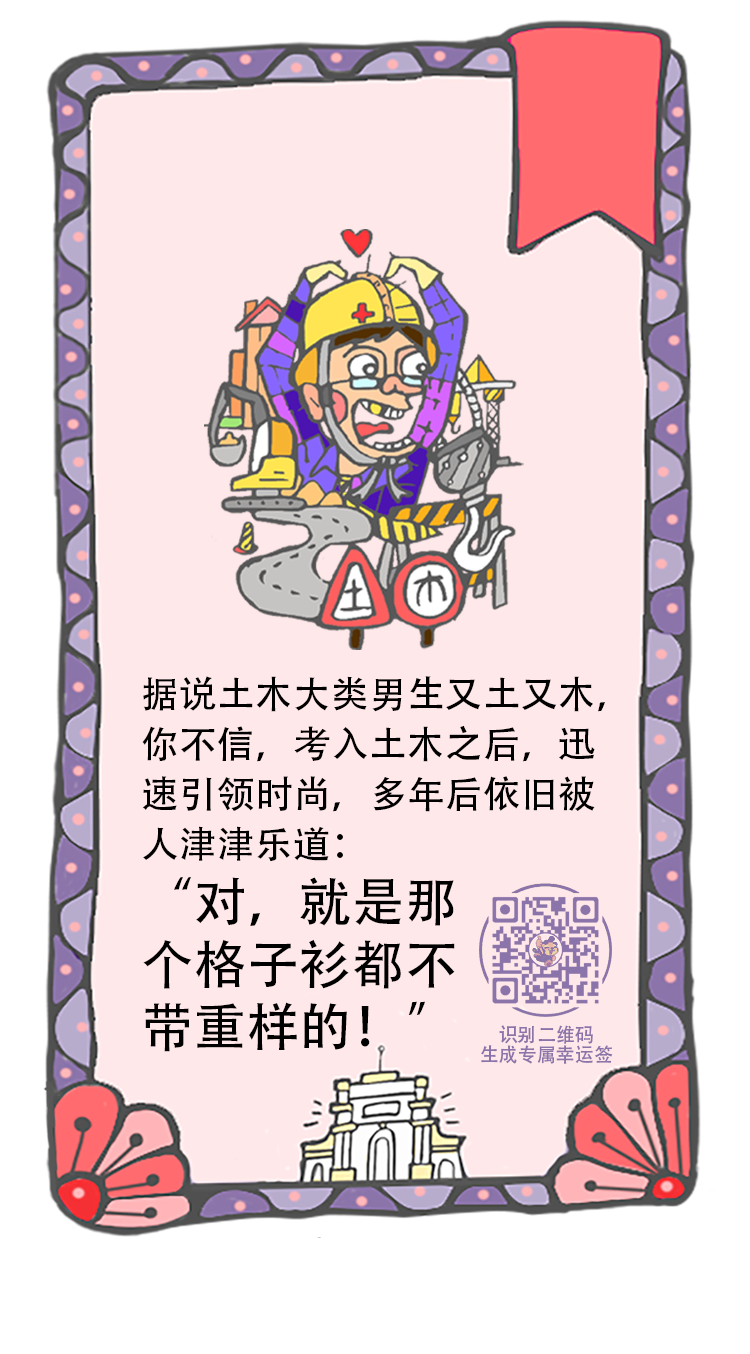 土 木
据说土木大类男生又土又木，
你不信，考入土木之后，迅
速引领时尚，多年后依旧被
人津津乐道：
“对，就是那
个格子衫都不
带重样的！”
识别二维码
生成专属幸运签